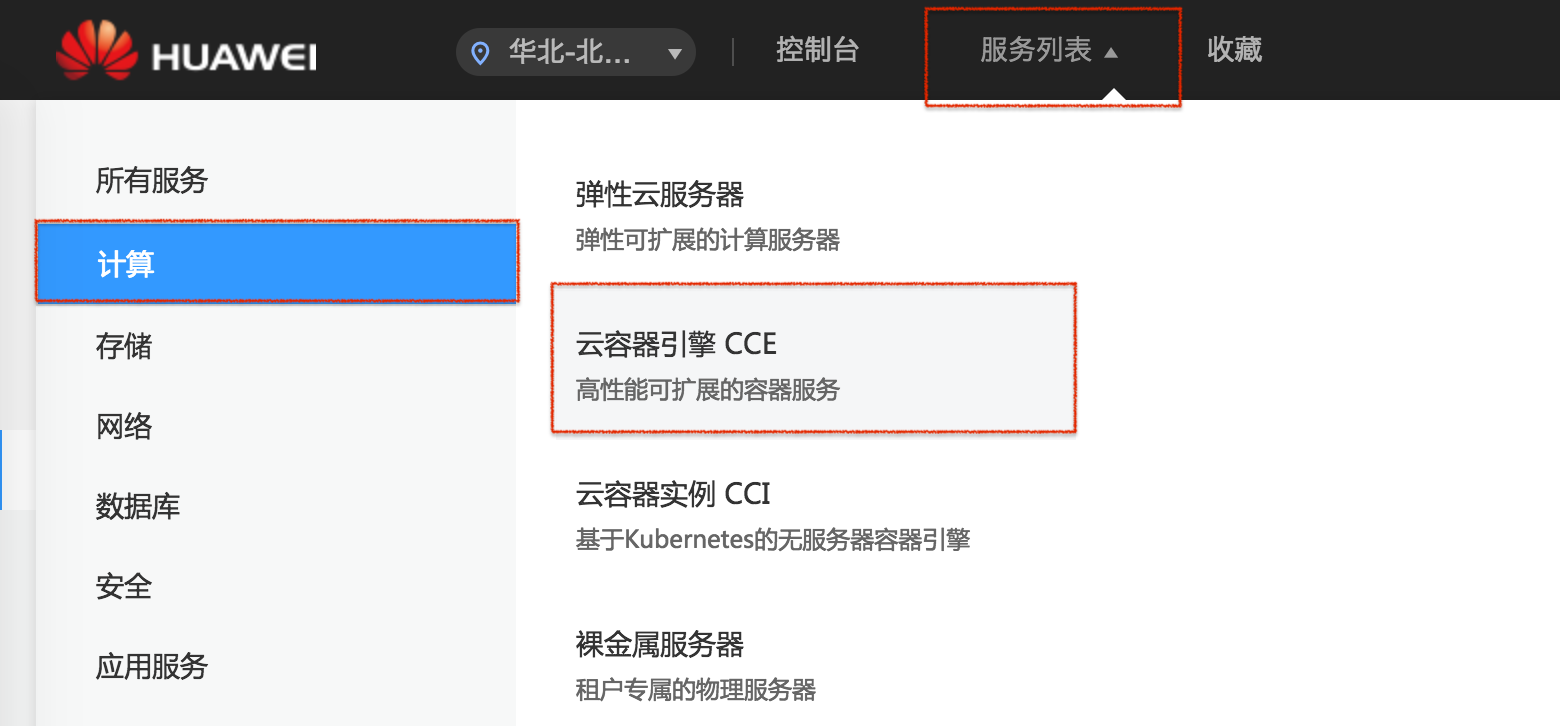 HUAWEI
华北-北...
控制台
服务列表
收藏
所有服务
计算
存储
网络
数据库
安全
应用服务
弹性云服务器
弹性可扩展的计算服务器
云容器引擎 CCE
高性能可扩展的容器服务
云容器实例 CCI
基于Kubernetes的无服务器容器引擎
裸金属服务器
租户专属的物理服务器